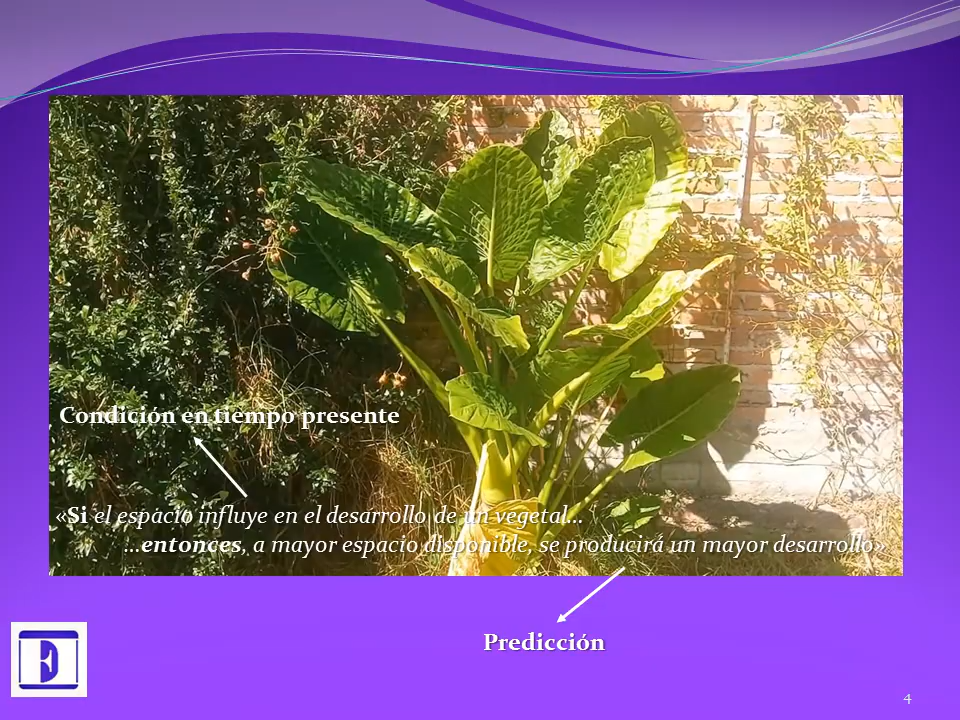 Condición en tiempo presente
«Si el espacio influye en el desarrollo de un vegetal...
...entonces, a mayor espacio disponible, se producirá un mayor desarrollo»
Predicción
4